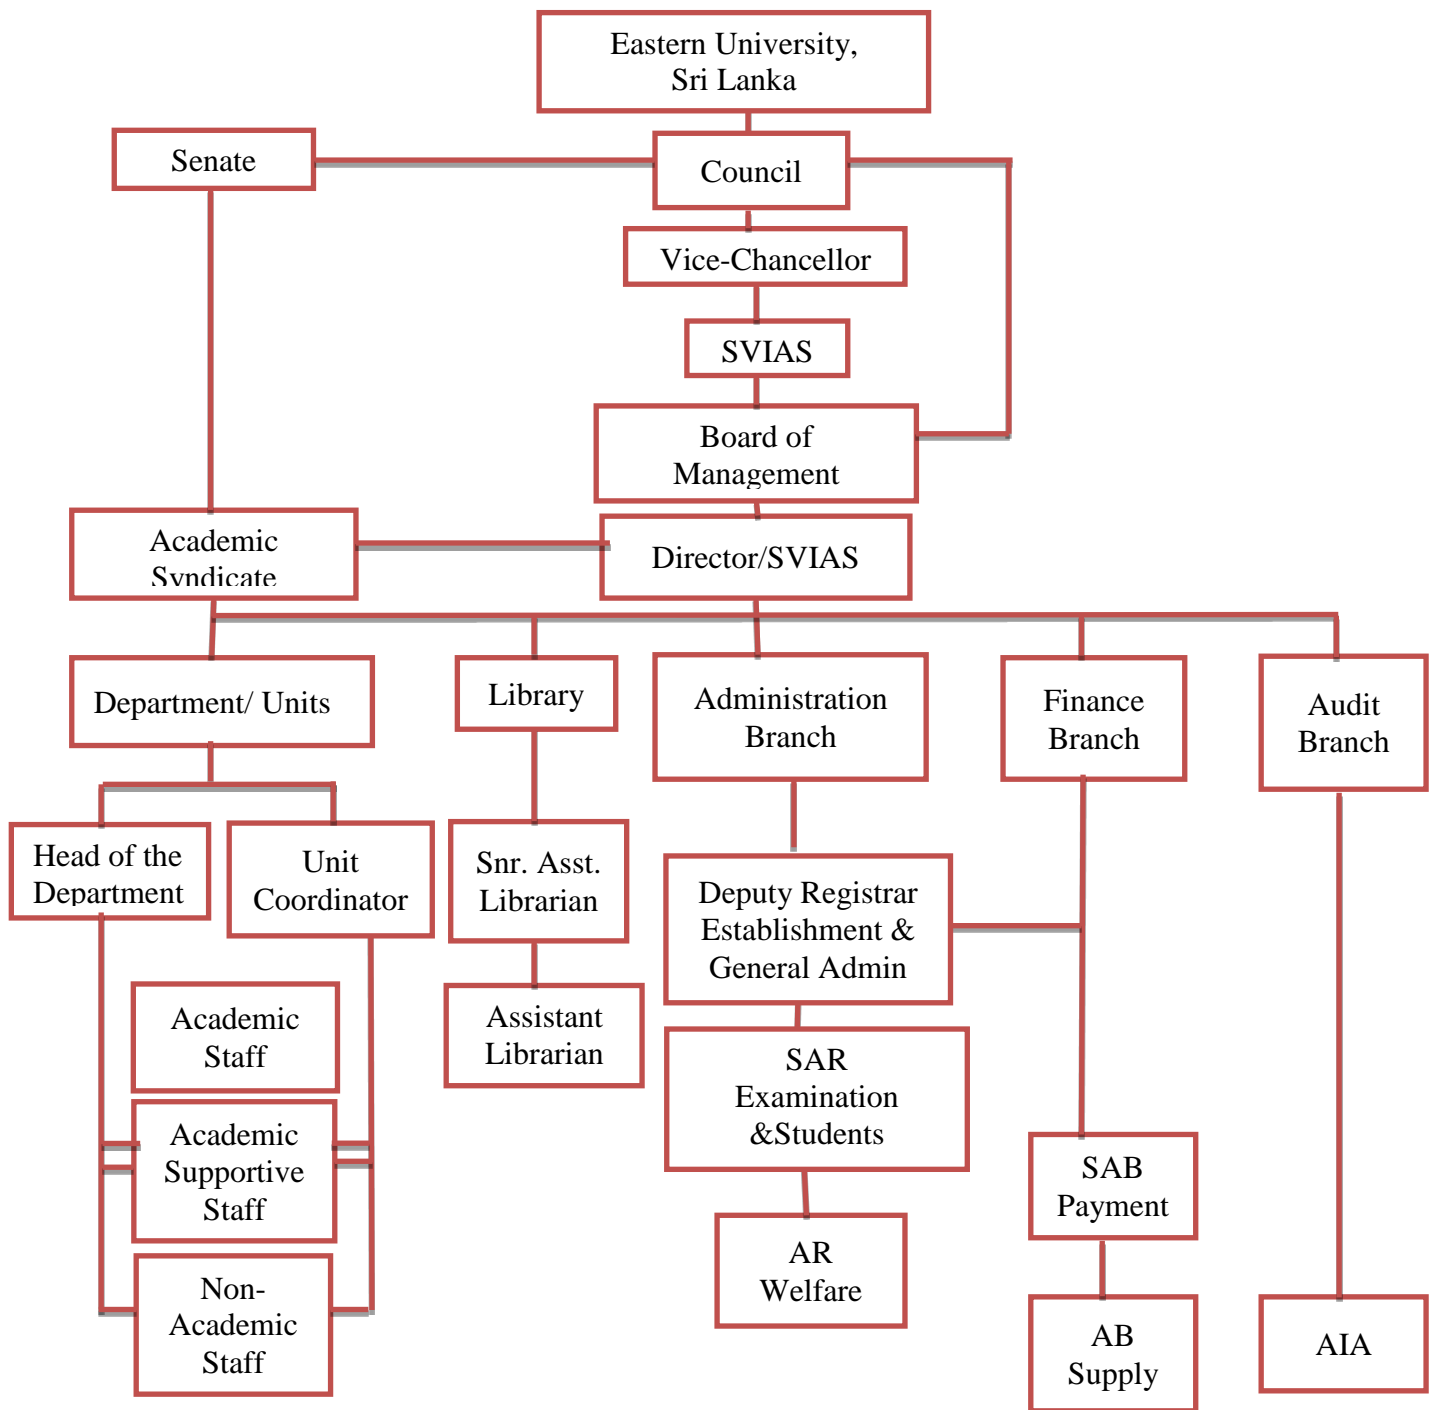 Eastern University,
Sri Lanka
Senate
Council
Vice-Chancellor
SVIAS
Board of
Management
Academic
Syndicate
Director/SVIAS
Department/ Units
Library
Administration
Branch
Finance
Branch
Audit
Branch
Head of the
Department
Unit
Coordinator
Snr. Asst.
Librarian
Deputy Registrar
Establishment &
General Admin
Academic
Staff
Assistant
Librarian
SAR
Examination
&Students
Academic
Supportive
Staff
SAB
Payment
AR
Welfare
Non-
Academic
Staff
AB
Supply
AIA